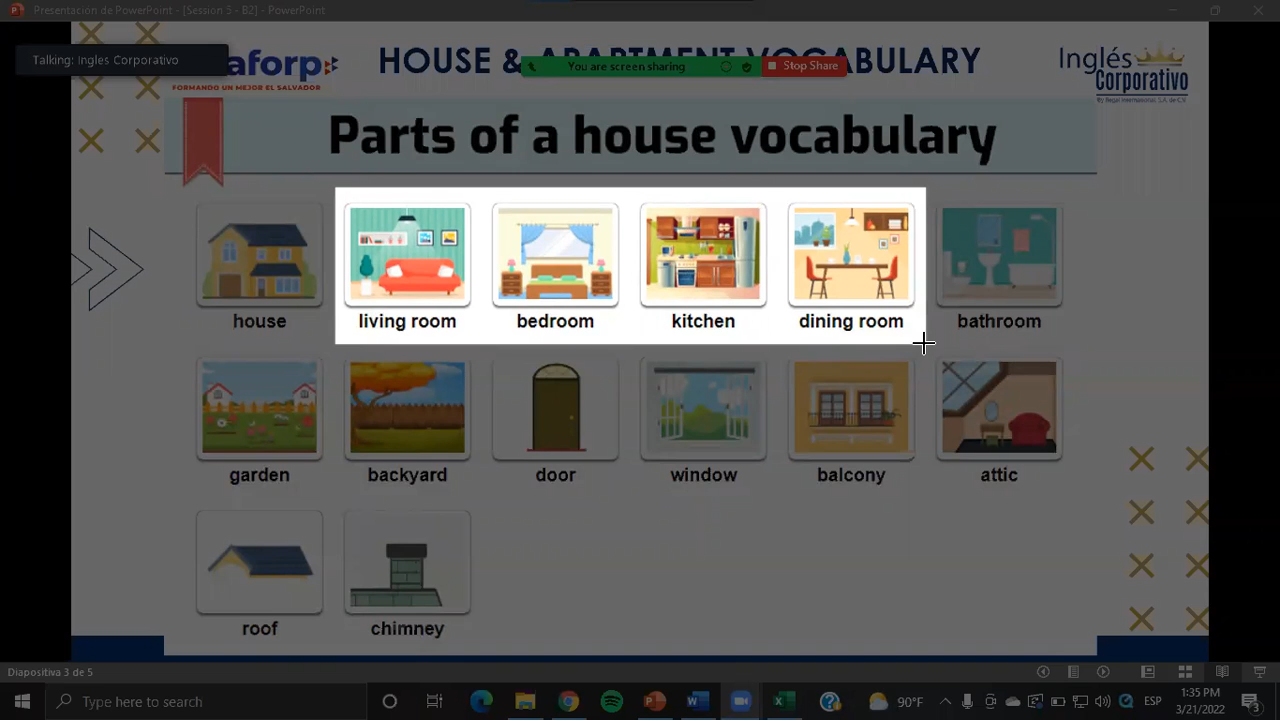 Presentación de PowerPoint - [Session 5 - B2] - PowerPoint
Talking: Ingles Corporativo
aforp
FORMANDO UN MEJOR EL SALVADOR
HOUSE & APARTMENT VOCABULARY
You are screen sharing
Stop Share
Inglés
Corporativo
Parts of a house vocabulary
house
living room
bedroom
kitchen
dining room
bathroom
garden
backyard
door
window
balcony
attic
roof
chimney
Diapositiva 3 de 5
Type here to search
90°F
ESP
1:35 PM
3/21/2022
3